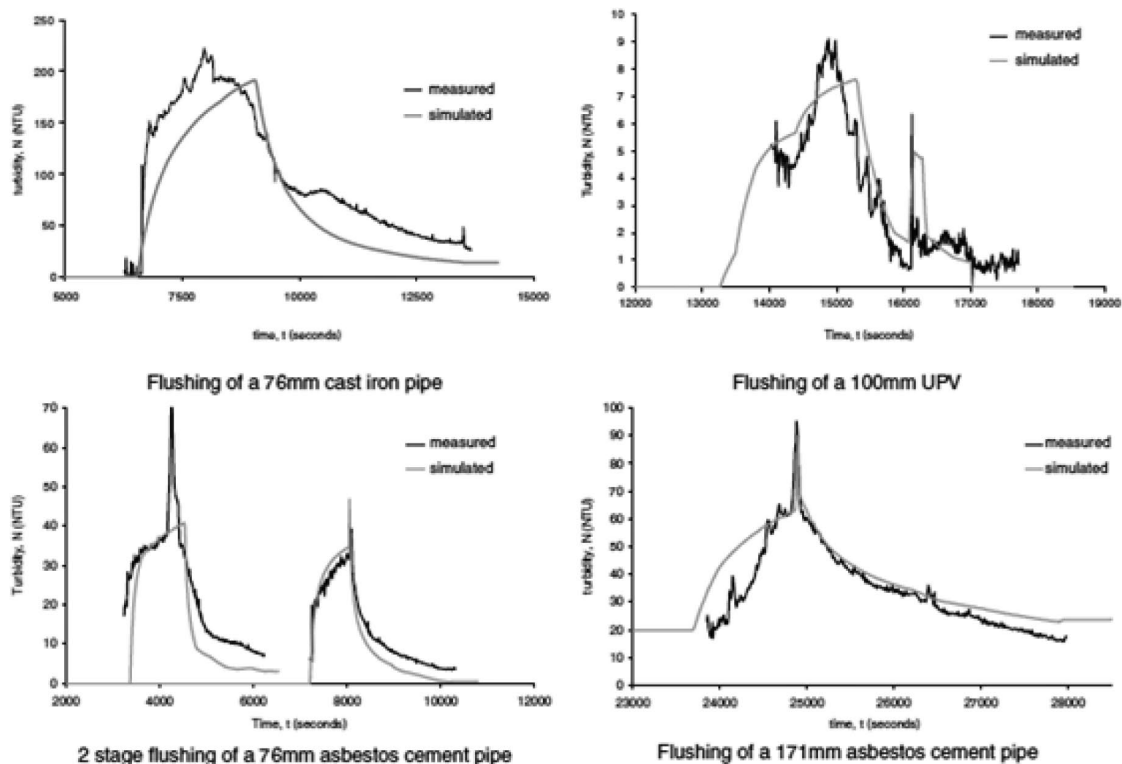 250
200
150
100
50
0
turbidity, N (NTU)
measured
simulated
5000 7500 10000 12500 15000
time, t (seconds)
Flushing of a 76mm cast iron pipe
10
9
8
7
6
5
4
3
2
1
0
Turbidity, N (NTU)
measured
simulated
12000 13000 14000 15000 16000 17000 18000 19000
Time, t (seconds)
Flushing of a 100mm UPV
70
60
50
40
30
20
10
0
Turbidity, N (NTU)
measured
simulated
2000 4000 6000 8000 10000 12000
Time, t (seconds)
2 stage flushing of a 76mm asbestos cement pipe
100
90
80
70
60
50
40
30
20
10
0
turbidity, N (NTU)
measured
simulated
23000 24000 25000 26000 27000 28000
time, t (seconds)
Flushing of a 171mm asbestos cement pipe